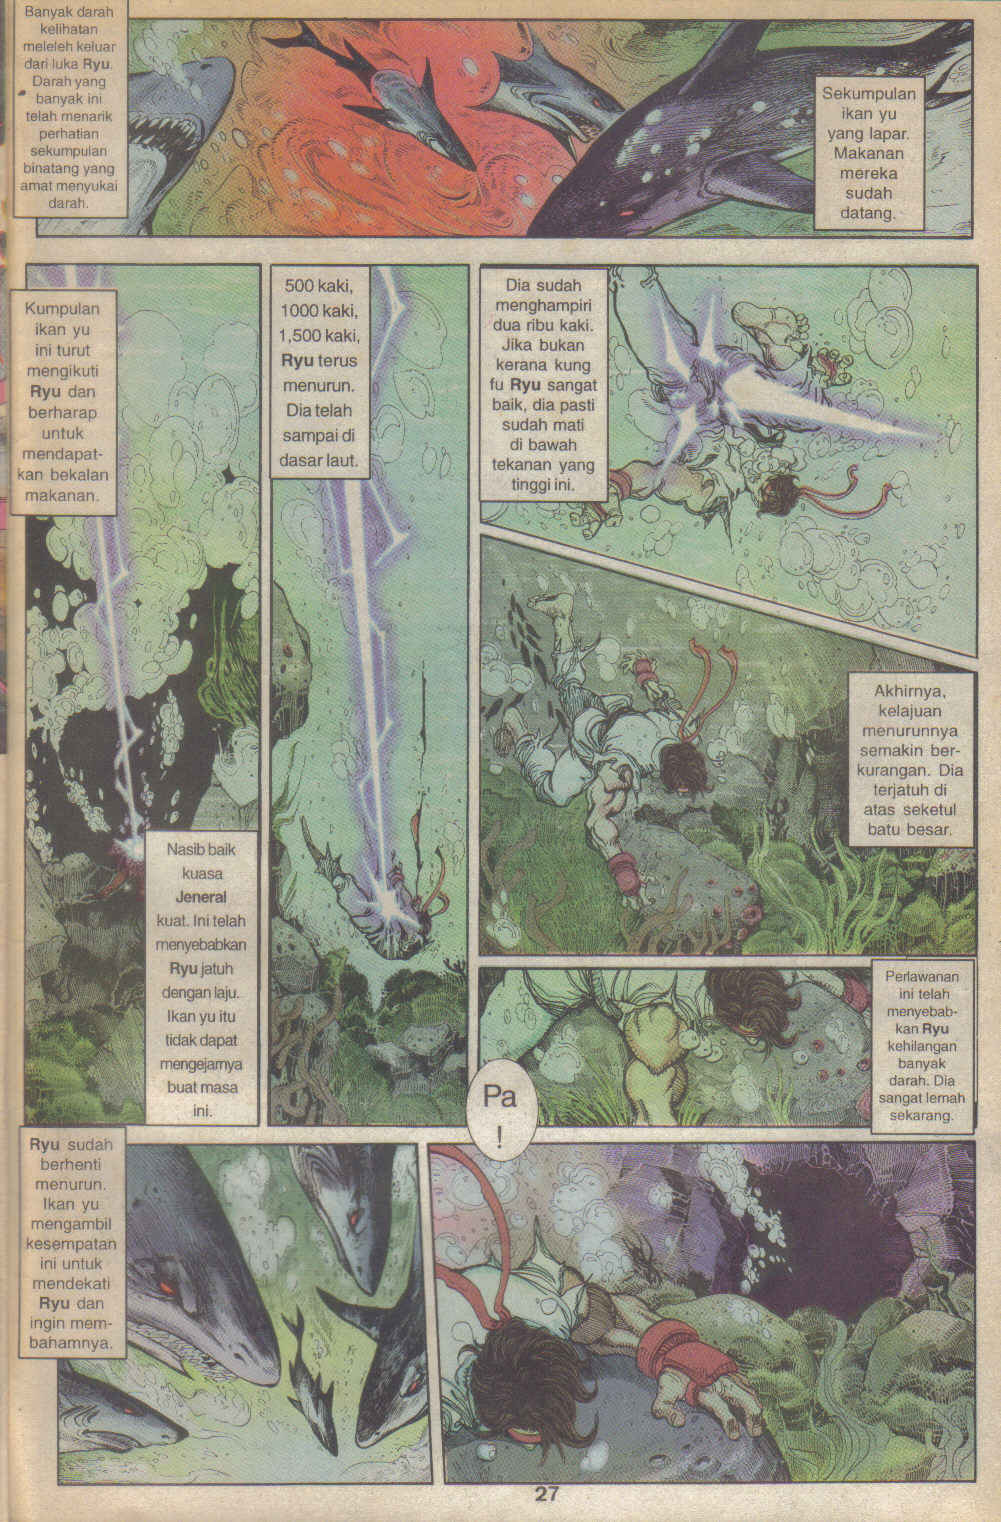 Banyak darah
kelihatan
meleleh keluar
dari luka Ryu.
Darah yang
banyak ini
telah menarik
perhatian
sekumpulan
binatang yang
amat menyukai
darah.
Sekumpulan
ikan yu
yang lapar.
Makanan
mereka
sudah
datang.
Kumpulan
ikan yu
ini turut
mengikuti
Ryu dan
berharap
untuk
mendapat-
kan bekalan
makanan.
Nasib baik
kuasa
Jeneral
kuat. Ini telah
menyebabkan
Ryu jatuh
dengan laju.
Ikan yu itu
tidak dapat
mengejarnya
buat masa
ini.
500 kaki,
1000 kaki,
1,500 kaki,
Ryu terus
menurun.
Dia telah
sampai di
dasar laut.
Dia sudah
menghampiri
dua ribu kaki.
Jika bukan
kerana kung
fu Ryu sangat
baik, dia pasti
sudah mati
di bawah
tekanan yang
tinggi ini.
Akhirnya,
kelajuan
menurunnya
semakin ber-
kurangan. Dia
terjatuh di
atas seketul
batu besar.
Perlawanan
ini telah
menyebab-
kan Ryu
kehilangan
banyak
darah. Dia
sangat lemah
sekarang.
Pa
!
Ryu sudah
berhenti
menurun.
Ikan yu
mengambil
kesempatan
ini untuk
mendekati
Ryu dan
ingin mem-
bahamnya.
27